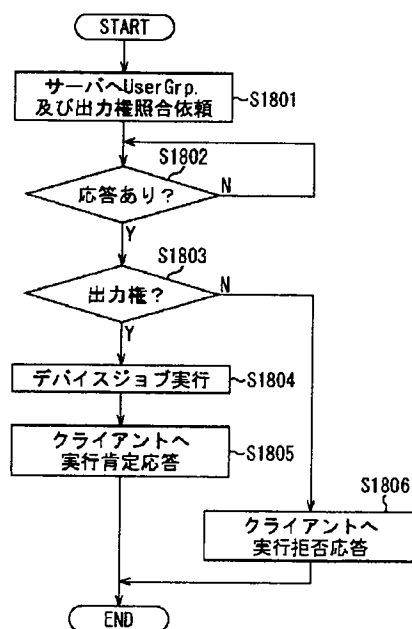 START
サーバへUserGrp.
及び出力権照合依頼
S1801
S1802
応答あり?
N
Y
S1803
出力権?
N
Y
デバイスジョブ実行
S1804
クライアントへ
実行肯定応答
S1805
S1806
クライアントへ
実行拒否応答
END